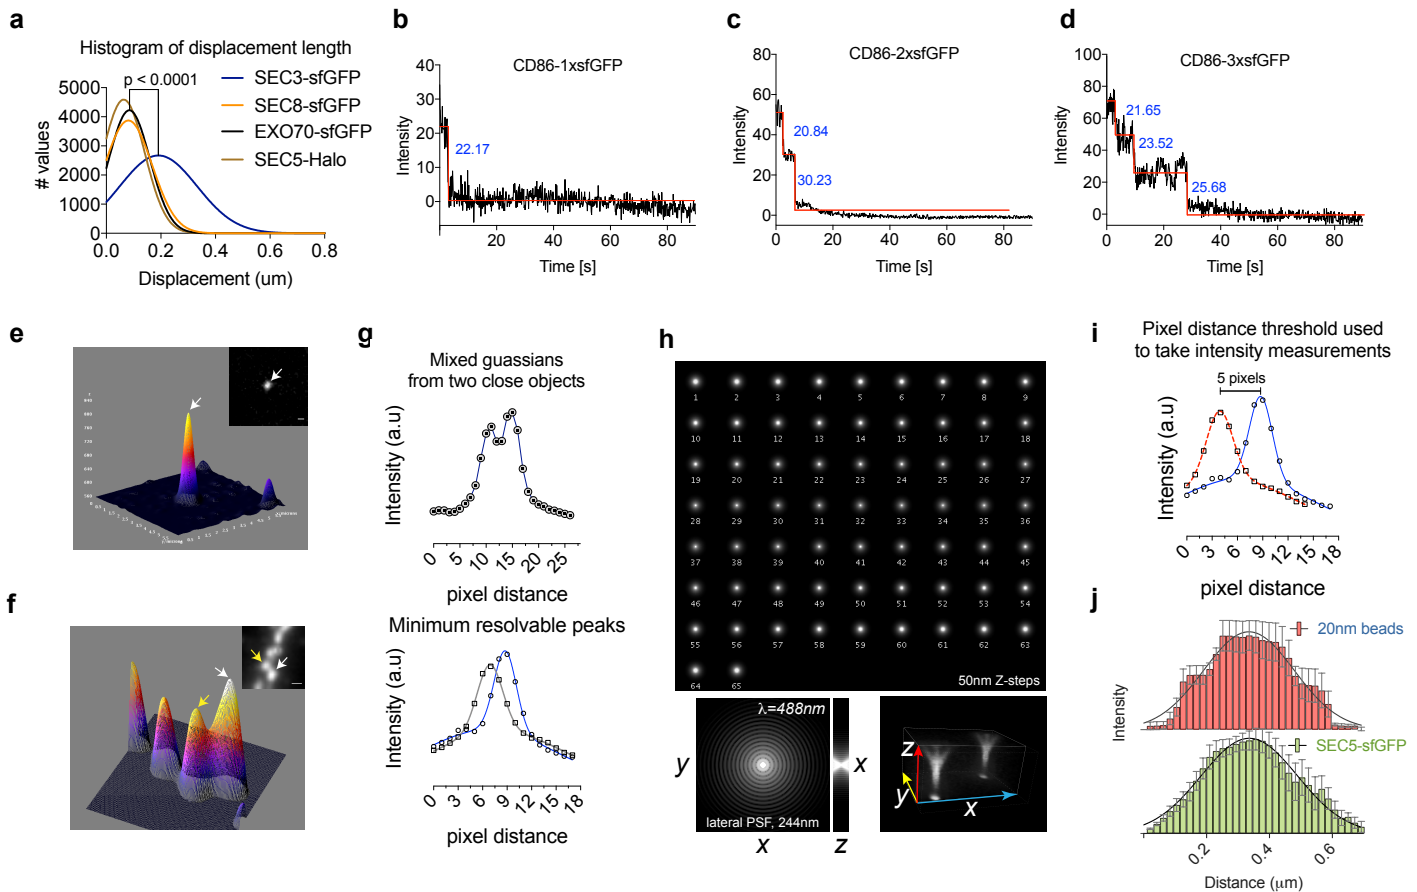 a
Histogram of displacement length
p < 0.0001
SEC3-sfGFP
SEC8-sfGFP
EXO70-sfGFP
SEC5-Halo
# values
5000
4000
3000
2000
1000
0
0.0
0.2
0.4
0.6
0.8
Displacement (um)
b
CD86-1xsfGFP
Intensity
40
30
20
10
0
22.17
20
40
60
80
Time [s]
c
CD86-2xsfGFP
Intensity
80
60
40
20
0
20.84
30.23
0
20
40
60
80
Time [s]
d
CD86-3xsfGFP
Intensity
100
80
60
40
20
0
21.65
23.52
25.68
0
20
40
60
80
Time [s]
e
f
g
Mixed guassians
from two close objects
Intensity (a.u)
0
5
10
15
20
25
pixel distance
Minimum resolvable peaks
Intensity (a.u)
0
3
6
9
12
15
18
pixel distance
h
1 2 3 4 5 6 7 8 9
10 11 12 13 14 15 16 17 18
19 20 21 22 23 24 25 26 27
28 29 30 31 32 33 34 35 36
37 38 39 40 41 42 43 44 45
46 47 48 49 50 51 52 53 54
55 56 57 58 59 60 61 62 63
64 65
50nm Z-steps
λ=488nm
y
lateral PSF, 244nm
x
x
z
z
y
x
i
Pixel distance threshold used
to take intensity measurements
5 pixels
Intensity (a.u)
0
3
6
9
12
15
18
pixel distance
j
20nm beads
SEC5-sfGFP
Intensity
0.2
0.4
0.6
Distance (μm)